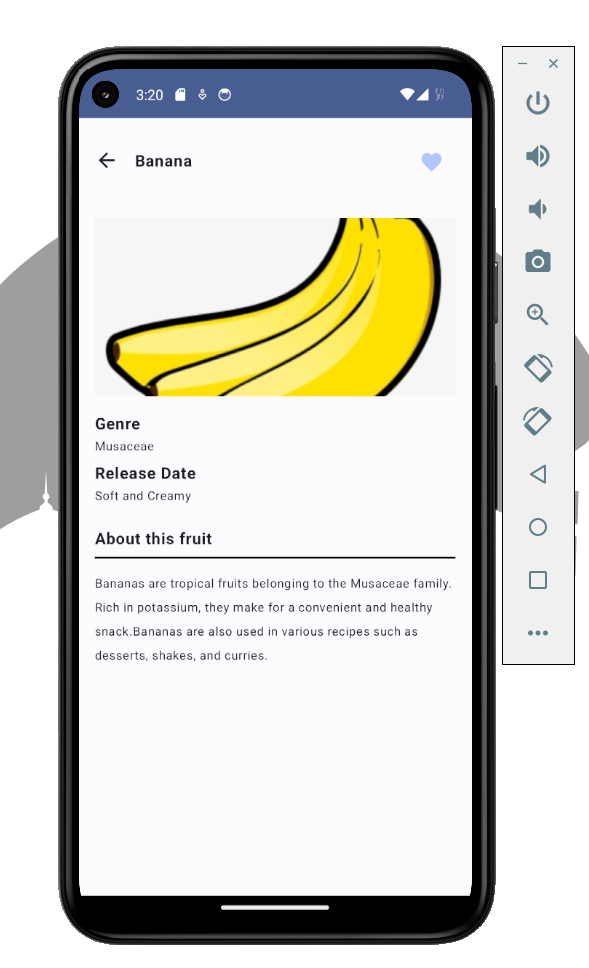 3:20
Banana
Genre
Musaceae
Release Date
Soft and Creamy
About this fruit
Bananas are tropical fruits belonging to the Musaceae family.
Rich in potassium, they make for a convenient and healthy
snack.Bananas are also used in various recipes such as
desserts, shakes, and curries.